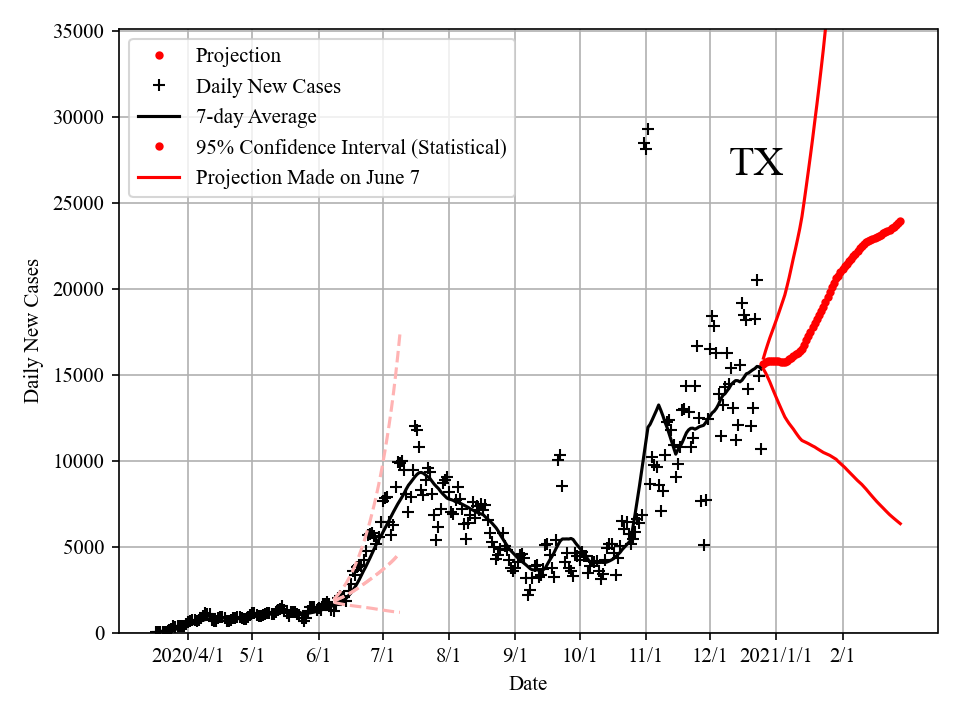 35000
30000
25000
20000
15000
10000
5000
0
Daily New Cases
Projection
Daily New Cases
7-day Average
95% Confidence Interval (Statistical)
Projection Made on June 7
TX
2020/4/1 5/1 6/1 7/1 8/1 9/1 10/1 11/1 12/1 2021/1/1 2/1
Date